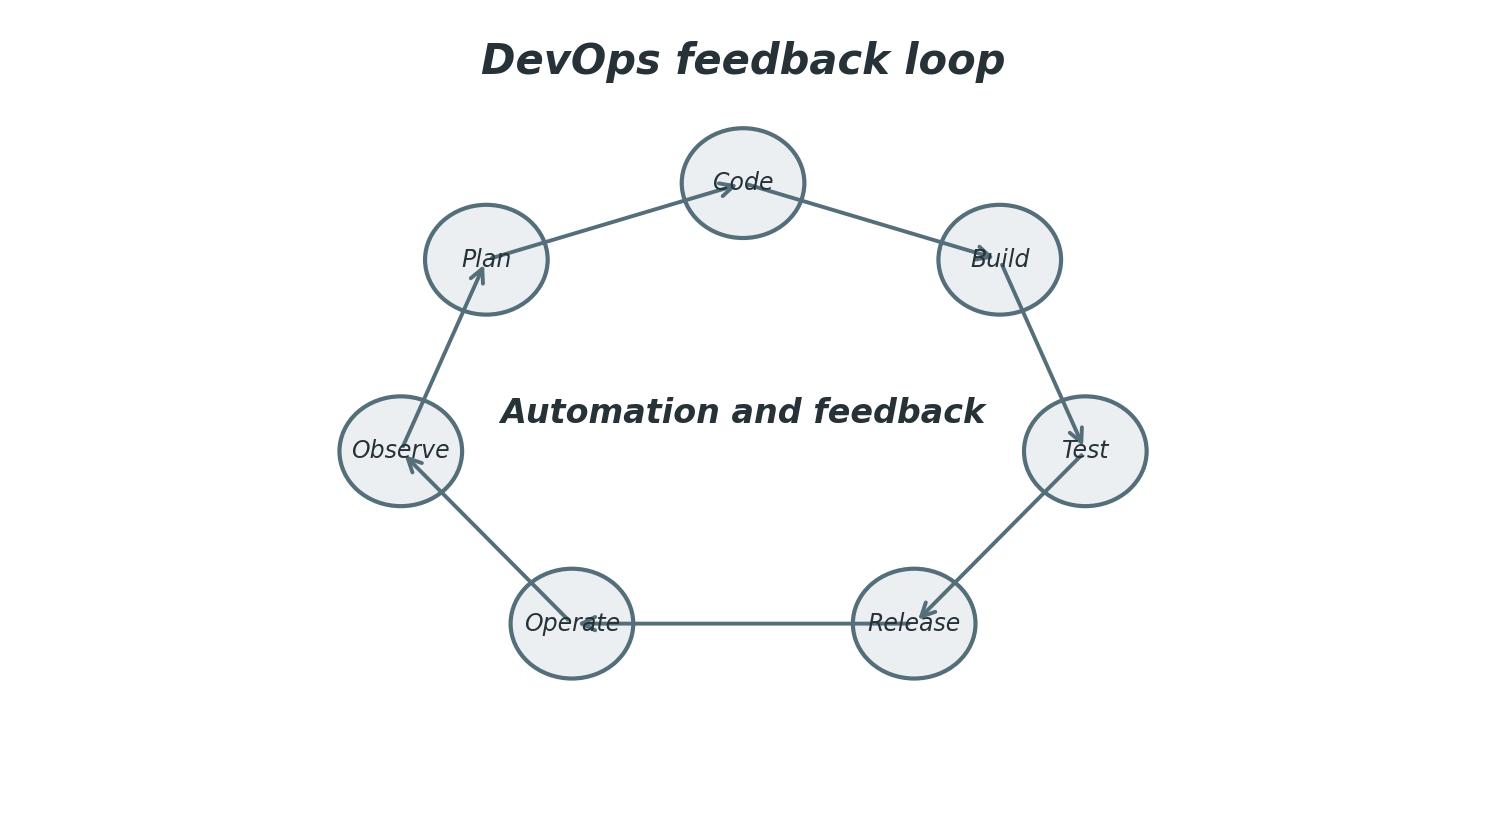 DevOps feedback loop
Code
Plan
Build
Automation and feedback
Observe
Test
Operate
Release